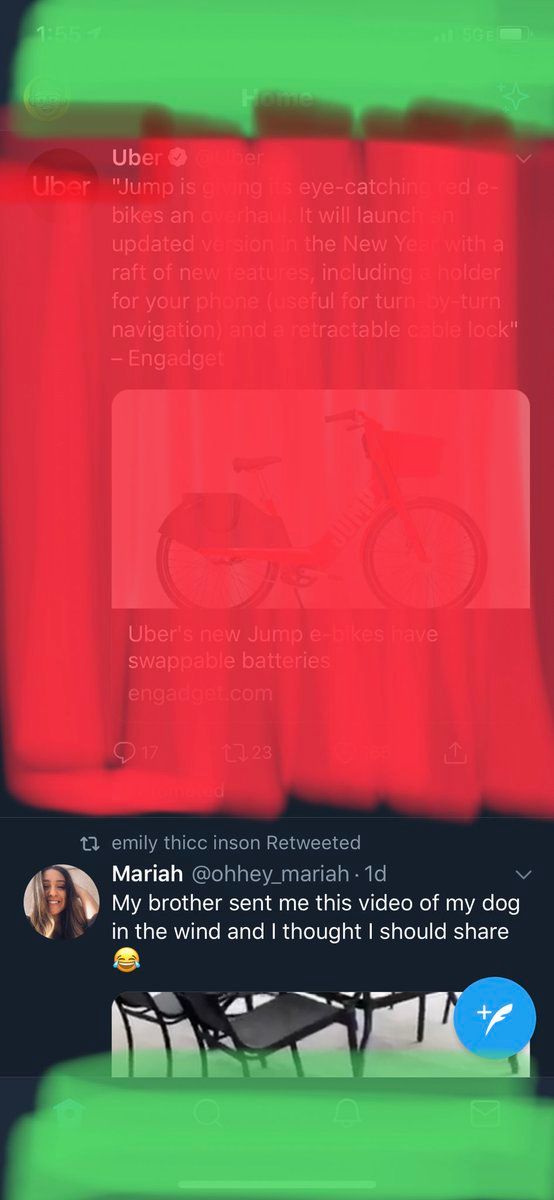 1:55
5GE
Home
Uber @Uber
Uber
"Jump is giving its eye-catching red e-
bikes an overhaul. It will launch an
updated version in the New Year with a
raft of new features, including a holder
for your phone (useful for turn-by-turn
navigation) and a retractable cable lock"
– Engadget
JUMP
Uber's new Jump e-bikes have
swappable batteries
engadget.com
17 23
emily thicc inson Retweeted
Mariah @ohhey_mariah · 1d
My brother sent me this video of my dog
in the wind and I thought I should share
😂